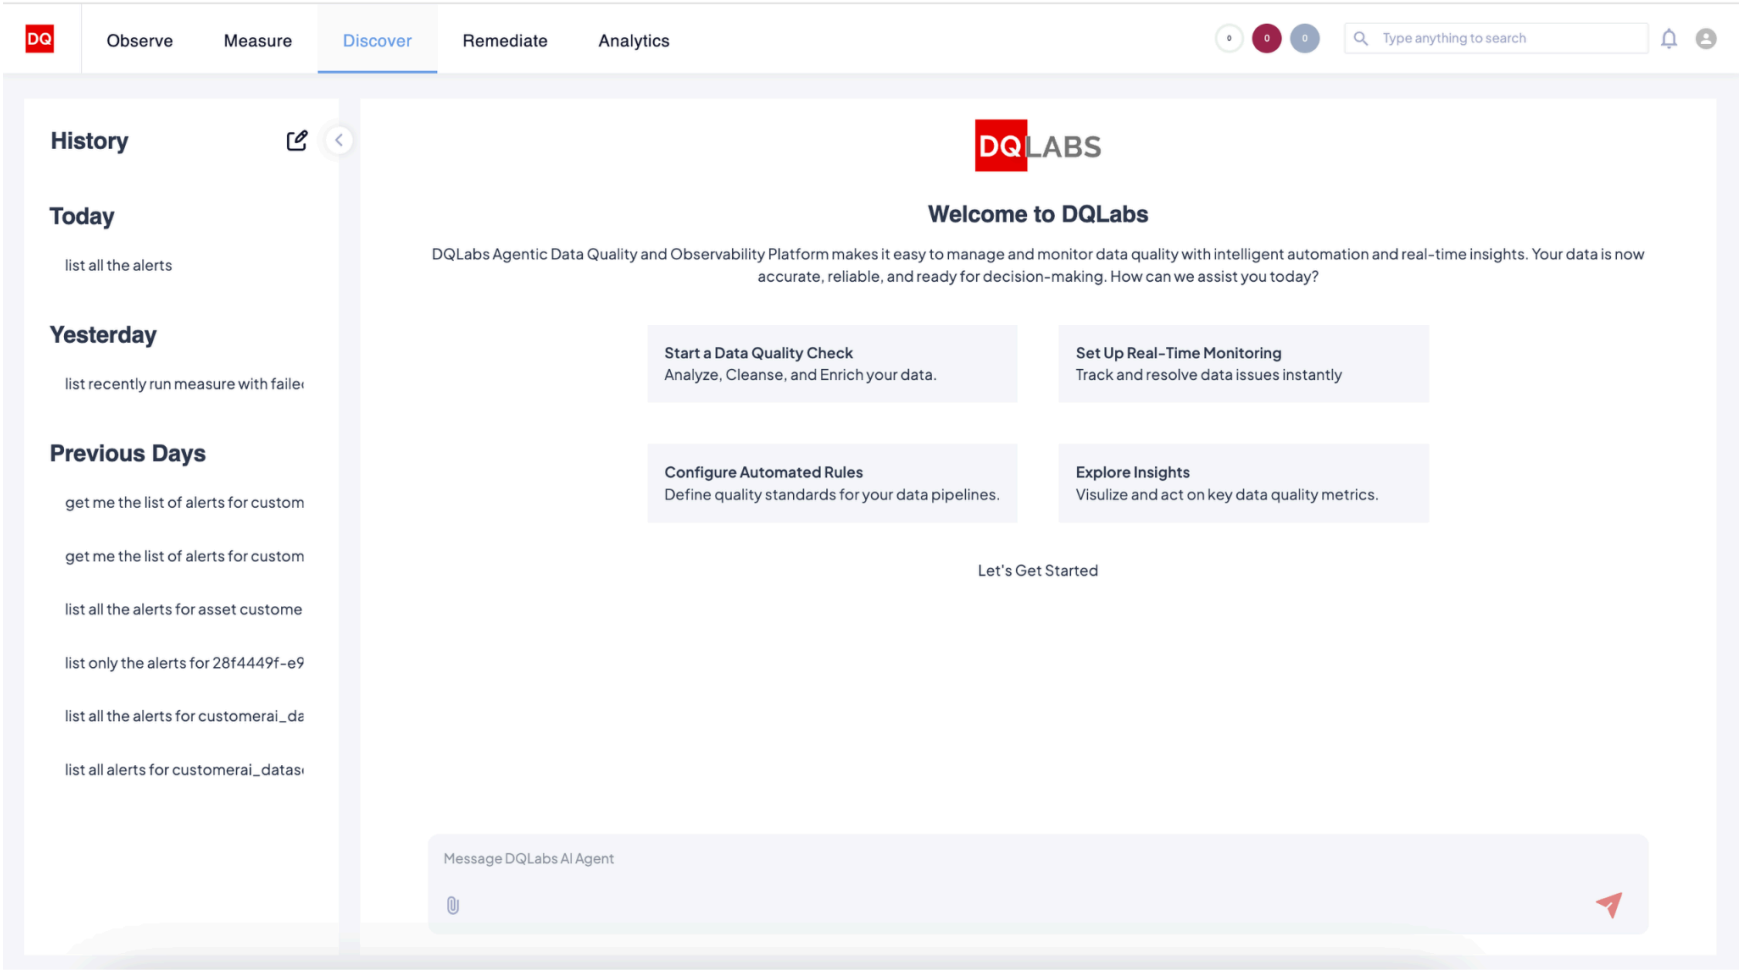 DQ
Observe
Measure
Discover
Remediate
Analytics
0
0
0
Type anything to search
History
Today
list all the alerts
Yesterday
list recently run measure with faile
Previous Days
get me the list of alerts for custom
get me the list of alerts for custom
list all the alerts for asset custome
list only the alerts for 28f4449f-e9
list all the alerts for customerai_da
list all alerts for customerai_datas
DQLABS
Welcome to DQLabs
DQLabs Agentic Data Quality and Observability Platform makes it easy to manage and monitor data quality with intelligent automation and real-time insights. Your data is now
accurate, reliable, and ready for decision-making. How can we assist you today?
Start a Data Quality Check
Analyze, Cleanse, and Enrich your data.
Set Up Real-Time Monitoring
Track and resolve data issues instantly
Configure Automated Rules
Define quality standards for your data pipelines.
Explore Insights
Visulize and act on key data quality metrics.
Let's Get Started
Message DQLabs AI Agent